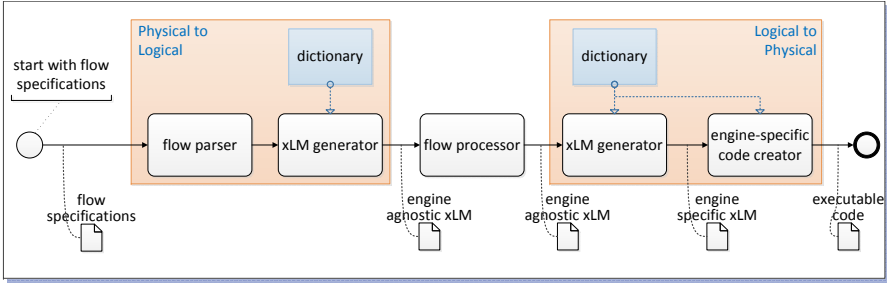 Physical to
Logical
Logical to
Physical
start with flow
specifications
dictionary
dictionary
flow parser
xLM generator
flow processor
xLM generator
engine-specific
code creator
flow
specifications
engine
agnostic xLM
engine
agnostic xLM
engine
specific xLM
executable
code